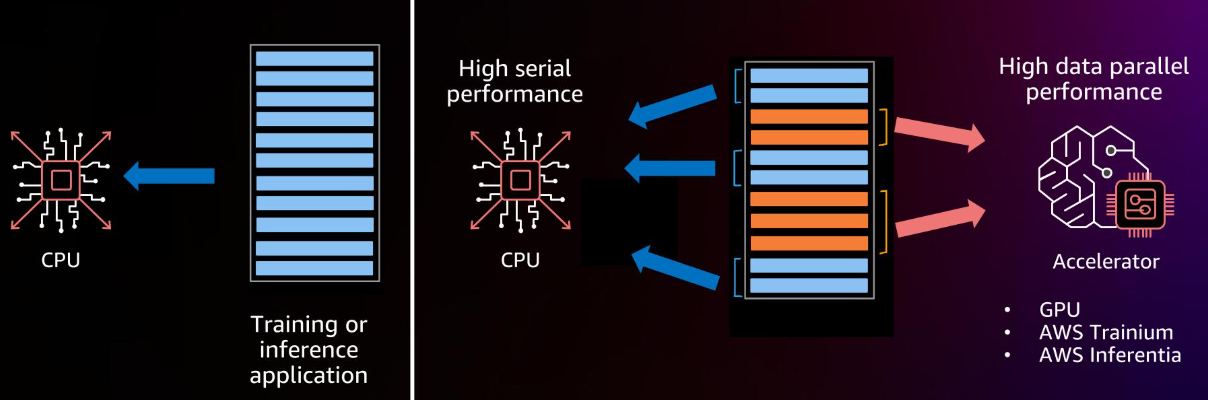 CPU
Training or
inference
application
High serial
performance
CPU
High data parallel
performance
Accelerator
• GPU
• AWS Trainium
• AWS Inferentia